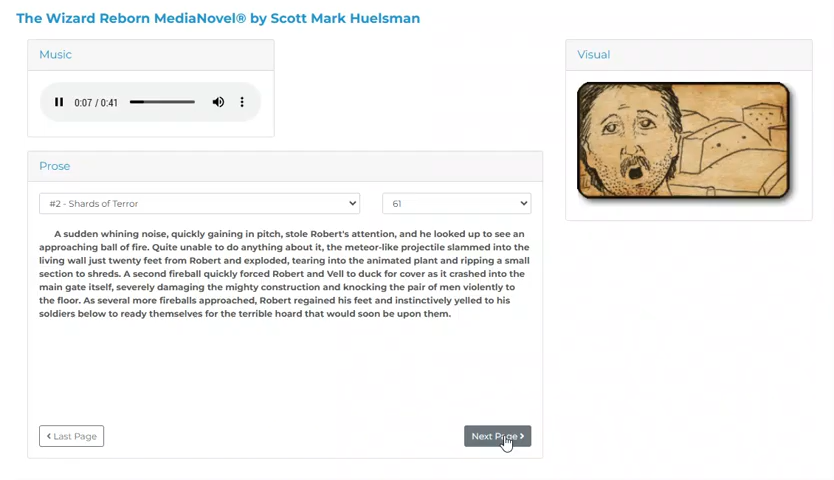 The Wizard Reborn MediaNovel® by Scott Mark Huelsman
Music
0:07 / 0:41
Visual
Prose
#2 - Shards of Terror
61
A sudden whining noise, quickly gaining in pitch, stole Robert's attention, and he looked up to see an
approaching ball of fire. Quite unable to do anything about it, the meteor-like projectile slammed into the
living wall just twenty feet from Robert and exploded, tearing into the animated plant and ripping a small
section to shreds. A second fireball quickly forced Robert and Vell to duck for cover as it crashed into the
main gate itself, severely damaging the mighty construction and knocking the pair of men violently to
the floor. As several more fireballs approached, Robert regained his feet and instinctively yelled to his
soldiers below to ready themselves for the terrible hoard that would soon be upon them.
Last Page
Next Page